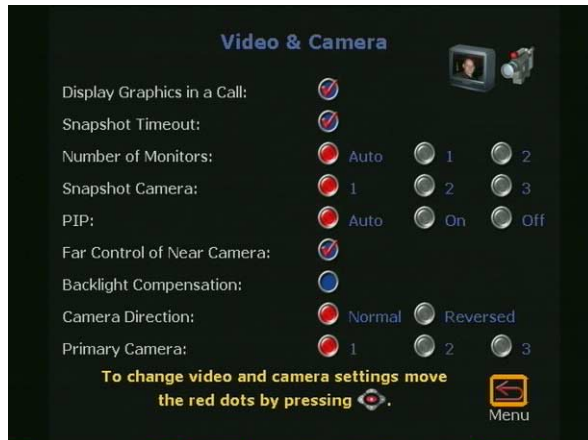 Video & Camera
Display Graphics in a Call:
Snapshot Timeout:
Number of Monitors: Auto 1 2
Snapshot Camera: 1 2 3
PIP: Auto On Off
Far Control of Near Camera:
Backlight Compensation:
Camera Direction: Normal Reversed
Primary Camera: 1 2 3
To change video and camera settings move
the red dots by pressing .
Menu